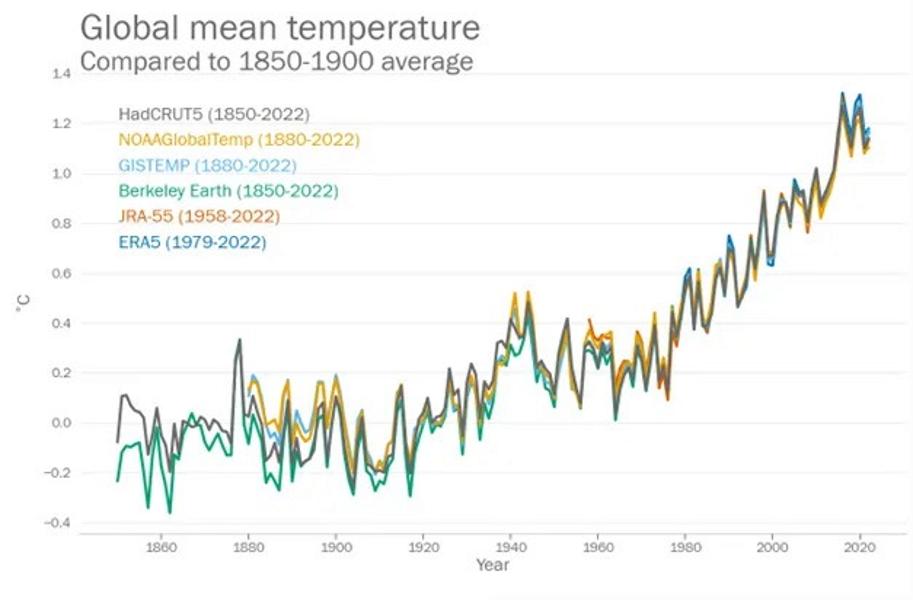 Global mean temperature
Compared to 1850-1900 average
1.4
HadCRUT5 (1850-2022)
1.2
NOAAGlobalTemp (1880-2022)
GISTEMP (1880-2022)
1.0
Berkeley Earth (1850-2022)
JRA-55 (1958-2022)
0.8
ERA5 (1979-2022)
0.6
°C
0.4
0.2
0.0
−0.2
−0.4
1860 1880 1900 1920 1940 1960 1980 2000 2020
Year